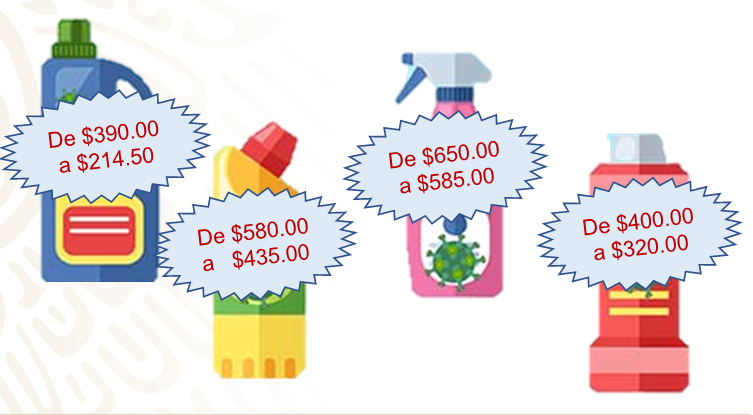 De $390.00
a $214.50
De $580.00
a $435.00
De $650.00
a $585.00
De $400.00
a $320.00